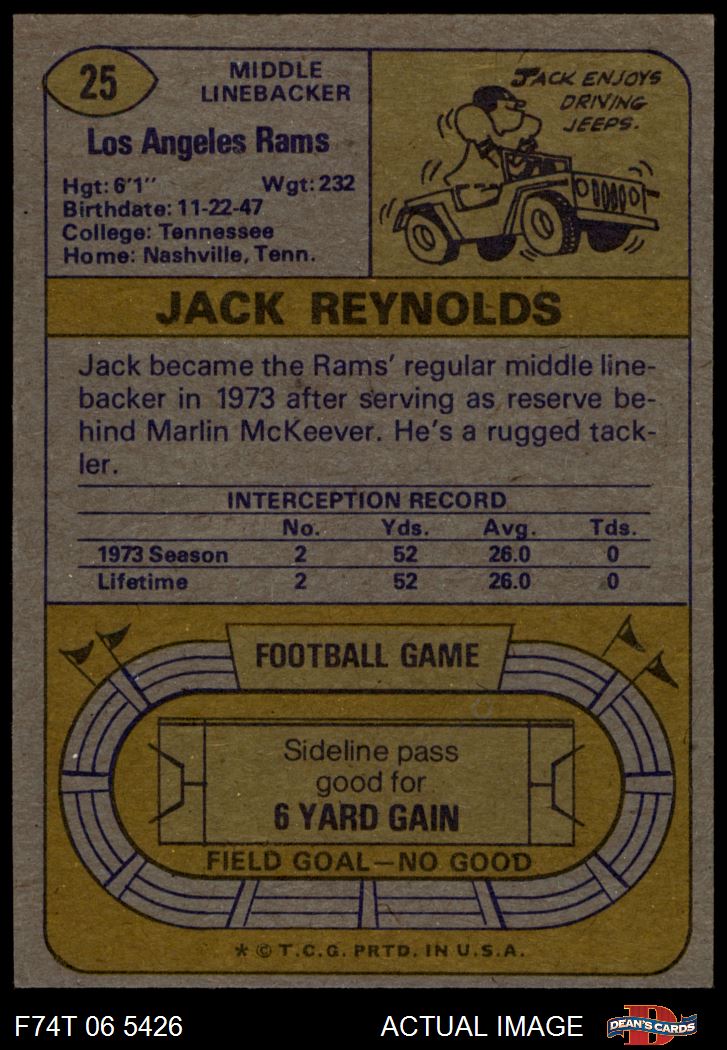 25
MIDDLE
LINEBACKER
Los Angeles Rams
Hgt: 6'1" Wgt: 232
Birthdate: 11-22-47
College: Tennessee
Home: Nashville, Tenn.
JACK ENJOYS
DRIVING
JEEPS.
JACK REYNOLDS
Jack became the Rams' regular middle line-
backer in 1973 after serving as reserve be-
hind Marlin McKeever. He's a rugged tack-
ler.
INTERCEPTION RECORD
No. Yds. Avg. Tds.
1973 Season 2 52 26.0 0
Lifetime 2 52 26.0 0
FOOTBALL GAME
Sideline pass
good for
6 YARD GAIN
FIELD GOAL—NO GOOD
* © T.C.G. PRTD. IN U.S.A.
F74T 06 5426 ACTUAL IMAGE D DEAN'S CARDS